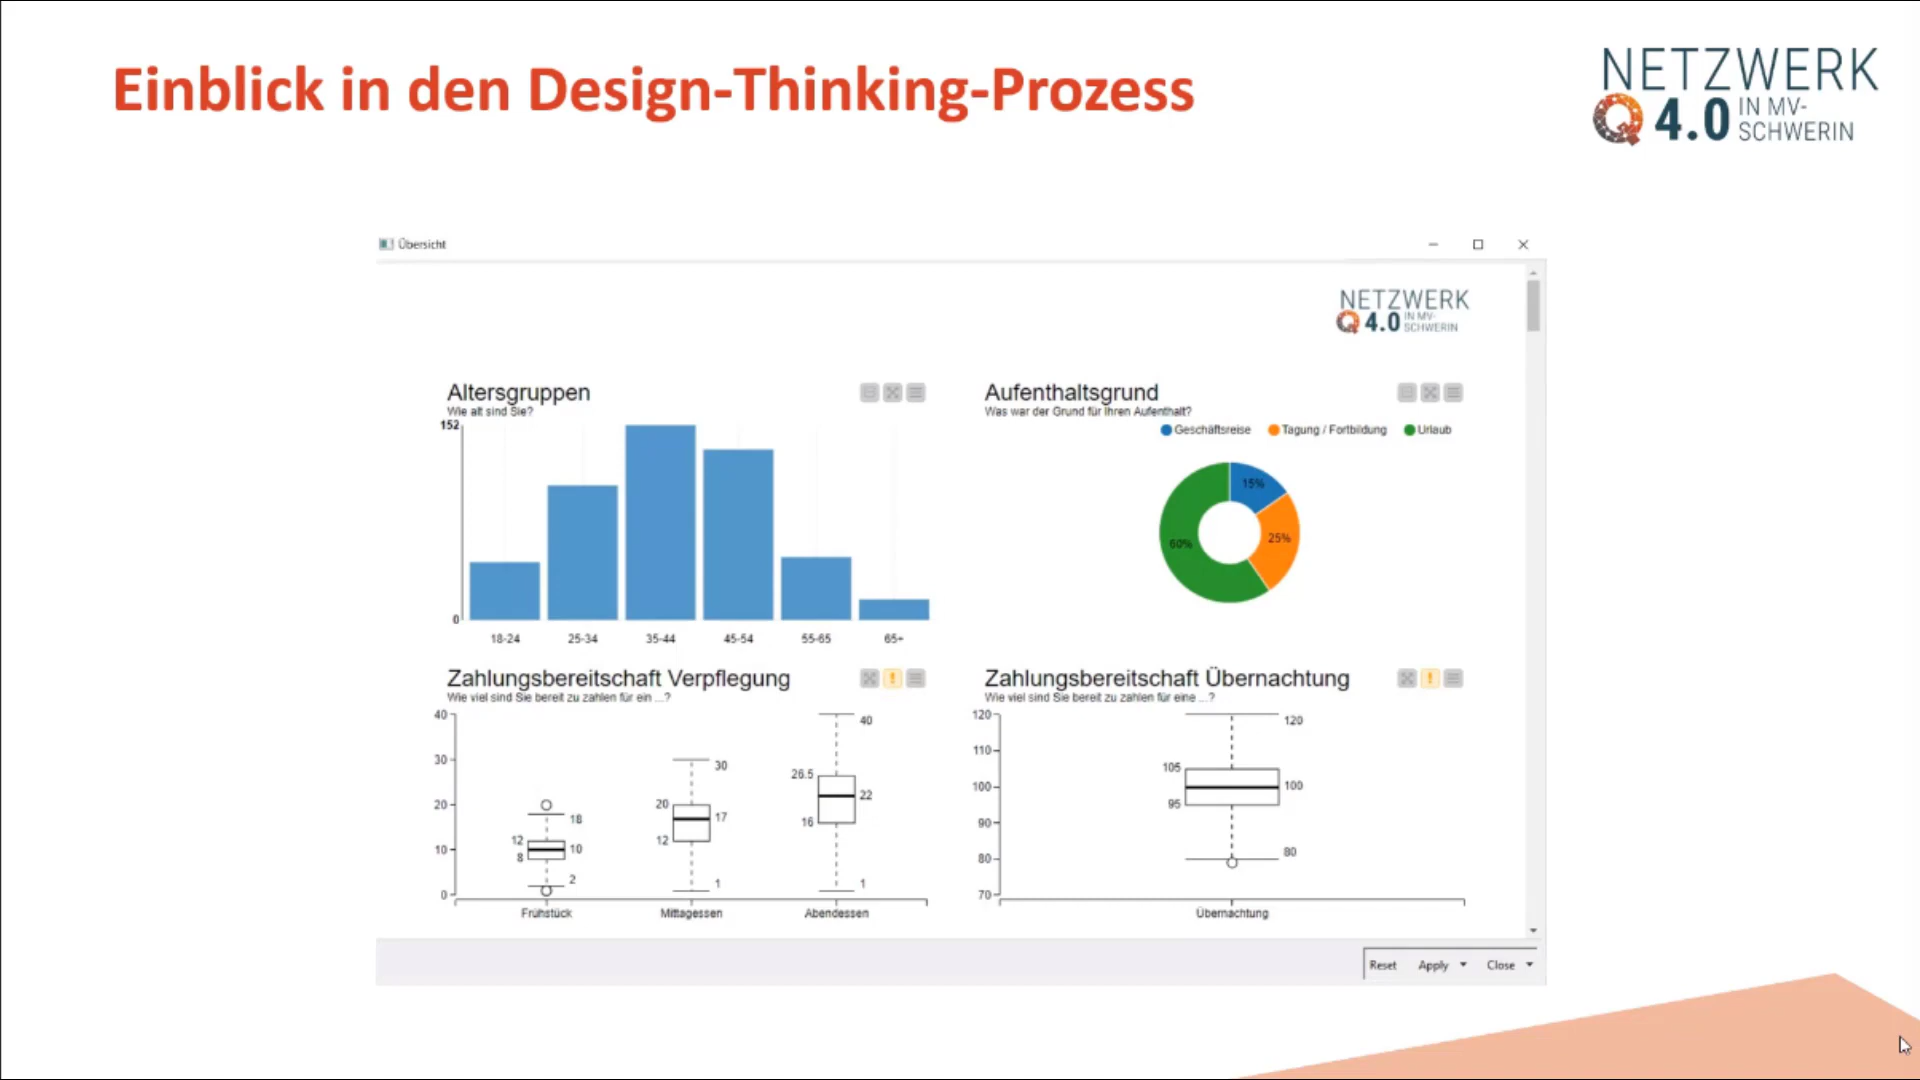 Einblick in den Design-Thinking-Prozess
NETZWERK
Q 4.0 IN MV-
SCHWERIN
Übersicht
NETZWERK
Q 4.0 IN MV-
SCHWERIN
Altersgruppen
Wie alt sind Sie?
152
0
18-24 25-34 35-44 45-54 55-65 65+
Aufenthaltsgrund
Was war der Grund für Ihren Aufenthalt?
Geschäftsreise Tagung / Fortbildung Urlaub
15%
25%
60%
Zahlungsbereitschaft Verpflegung
Wie viel sind Sie bereit zu zahlen für ein ...?
40
30
20
10
0
18
12
10
8
2
30
20
17
12
1
40
26.5
22
16
1
Frühstück Mittagessen Abendessen
Zahlungsbereitschaft Übernachtung
Wie viel sind Sie bereit zu zahlen für eine ...?
120
110
100
90
80
70
120
105
100
95
80
Übernachtung
Reset Apply Close